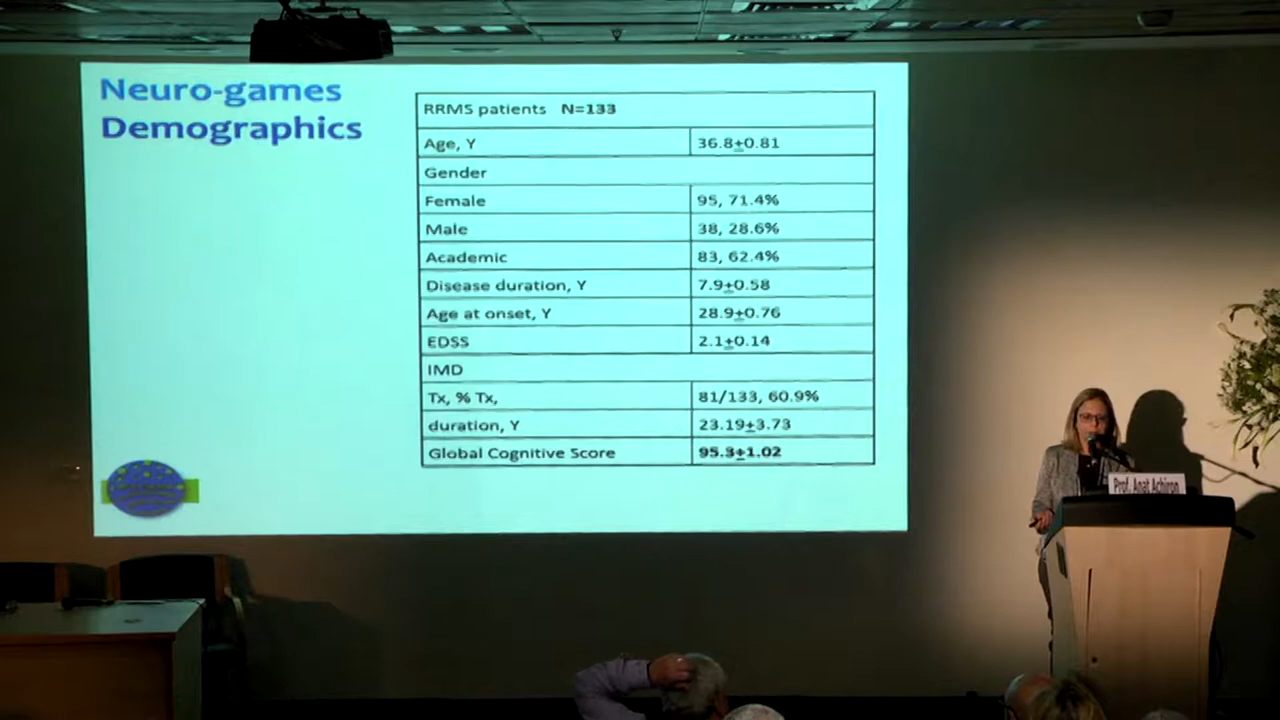 Neuro-games
Demographics
RRMS patients N=133
Age, Y 36.8±0.81
Gender
Female 95, 71.4%
Male 38, 28.6%
Academic 83, 62.4%
Disease duration, Y 7.9±0.58
Age at onset, Y 28.9±0.76
EDSS 2.1±0.14
IMD
Tx, % Tx, 81/133, 60.9%
duration, Y 23.19±3.73
Global Cognitive Score 95.3±1.02
Prof. Anat Achiron